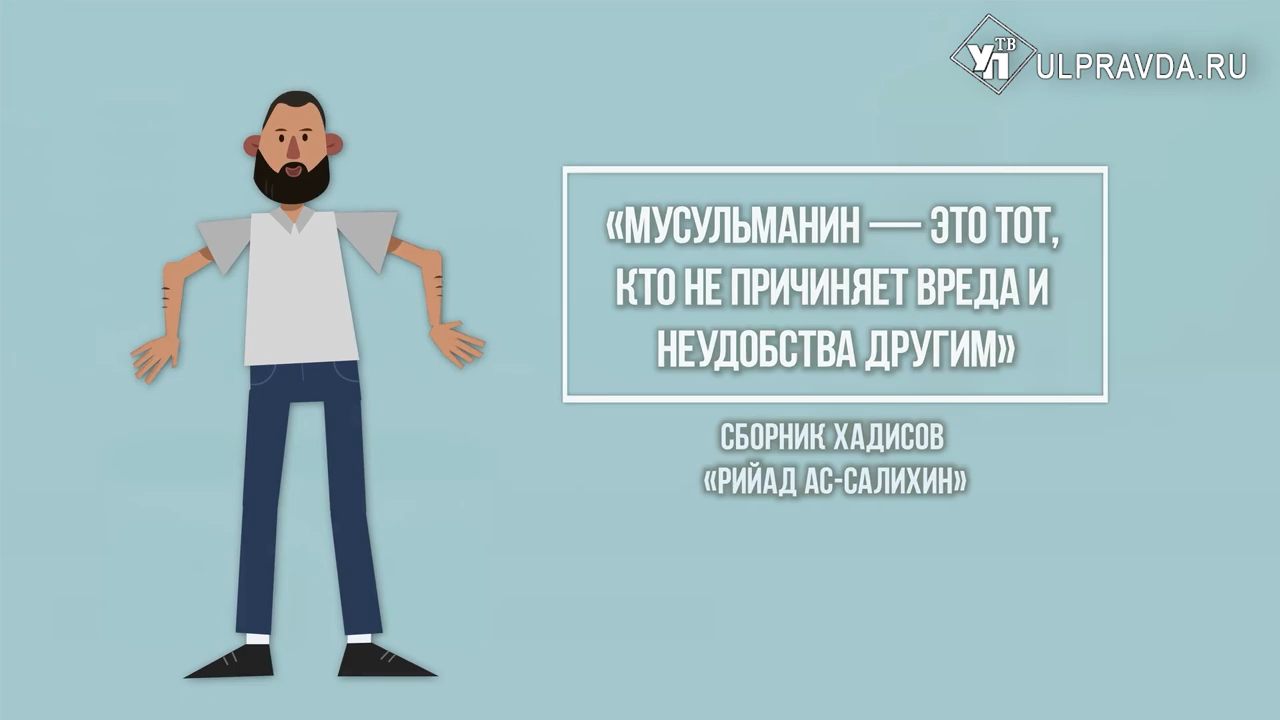 УП ТВ
ULPRAVDA.RU
«МУСУЛЬМАНИН — ЭТО ТОТ,
КТО НЕ ПРИЧИНЯЕТ ВРЕДА И
НЕУДОБСТВА ДРУГИМ»
СБОРНИК ХАДИСОВ
«РИЙАД АС-САЛИХИН»